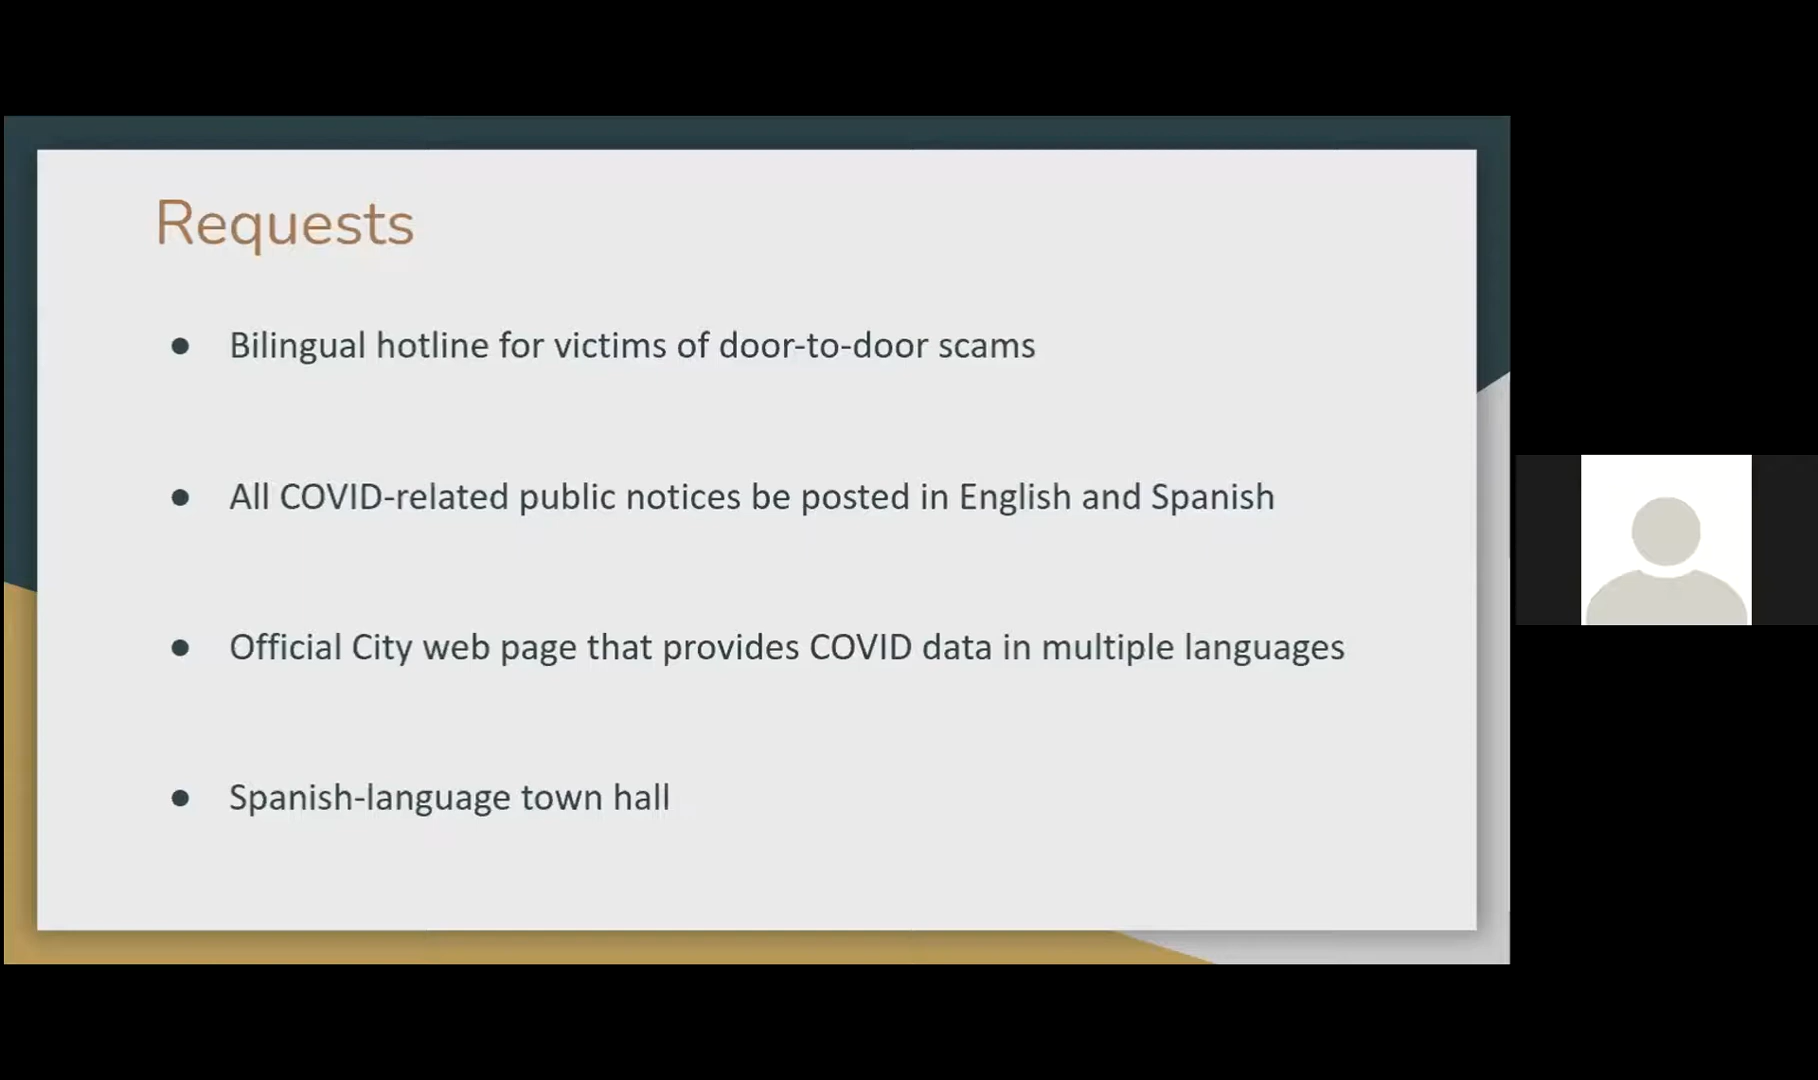 Requests
● Bilingual hotline for victims of door-to-door scams
● All COVID-related public notices be posted in English and Spanish
● Official City web page that provides COVID data in multiple languages
● Spanish-language town hall